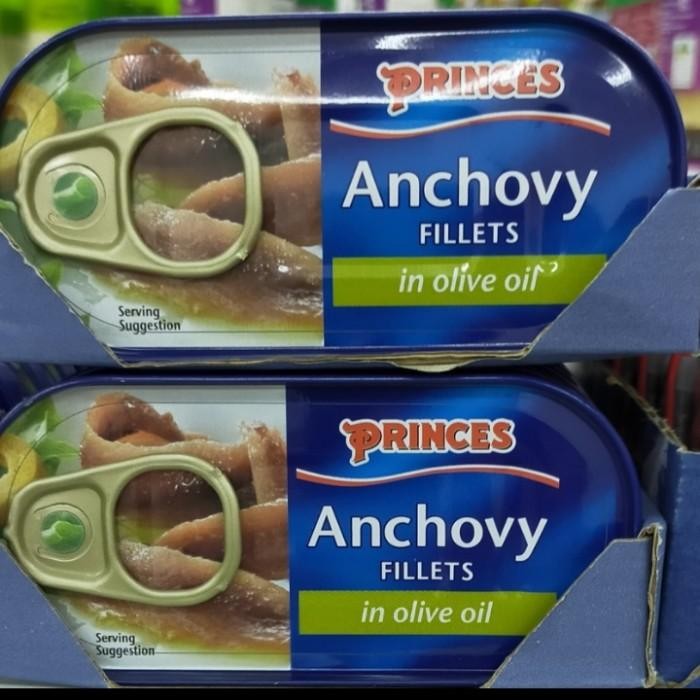 PRINCES
Anchovy
FILLETS
in olive oil
Serving
Suggestion
PRINCES
Anchovy
FILLETS
in olive oil
Serving
Suggestion